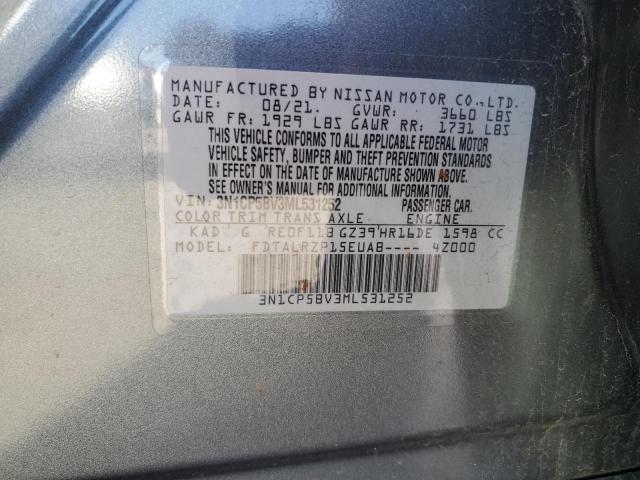 MANUFACTURED BY NISSAN MOTOR CO.,LTD.
DATE: 08/21. GVWR: 3660 LBS
GAWR FR: 1929 LBS GAWR RR: 1731 LBS
THIS VEHICLE CONFORMS TO ALL APPLICABLE FEDERAL MOTOR
VEHICLE SAFETY, BUMPER AND THEFT PREVENTION STANDARDS
IN EFFECT ON THE DATE OF MANUFACTURE SHOWN ABOVE.
SEE OWNER'S MANUAL FOR ADDITIONAL INFORMATION.
VIN: 3N1CP5BV3ML531252 PASSENGER CAR.
COLOR TRIM TRANS AXLE ENGINE
KAD G RE0F11B GZ39 HR16DE 1598 CC
MODEL: FDTALRZP15EUAB---- 4Z000
3N1CP5BV3ML531252